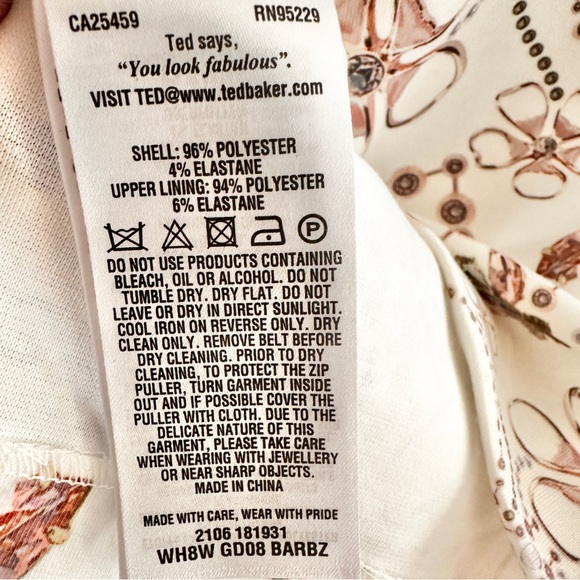 CA25459 RN95229
Ted says,
“You look fabulous”.
VISIT TED@www.tedbaker.com
SHELL: 96% POLYESTER
4% ELASTANE
UPPER LINING: 94% POLYESTER
6% ELASTANE
P
DO NOT USE PRODUCTS CONTAINING
BLEACH, OIL OR ALCOHOL. DO NOT
TUMBLE DRY. DRY FLAT. DO NOT
LEAVE OR DRY IN DIRECT SUNLIGHT.
COOL IRON ON REVERSE ONLY. DRY
CLEAN ONLY. REMOVE BELT BEFORE
DRY CLEANING. PRIOR TO DRY
CLEANING, TO PROTECT THE ZIP
PULLER, TURN GARMENT INSIDE
OUT AND IF POSSIBLE COVER THE
PULLER WITH CLOTH. DUE TO THE
DELICATE NATURE OF THIS
GARMENT, PLEASE TAKE CARE
WHEN WEARING WITH JEWELLERY
OR NEAR SHARP OBJECTS.
MADE IN CHINA
MADE WITH CARE, WEAR WITH PRIDE
2106 181931
WH8W GD08 BARBZ